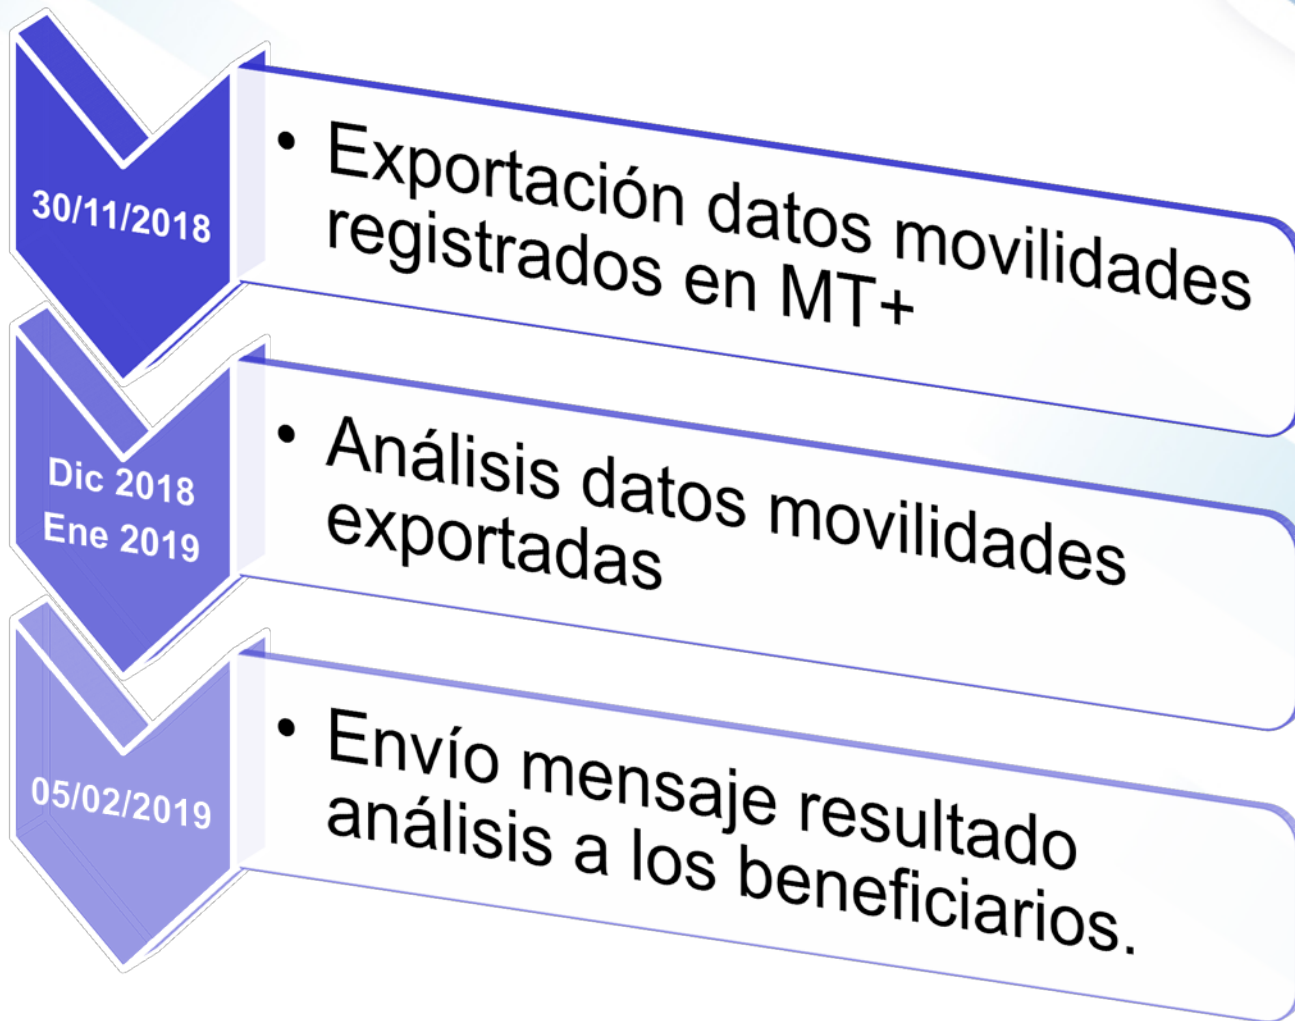 30/11/2018
• Exportación datos movilidades
registrados en MT+
Dic 2018
Ene 2019
• Análisis datos movilidades
exportadas
05/02/2019
• Envío mensaje resultado
análisis a los beneficiarios.